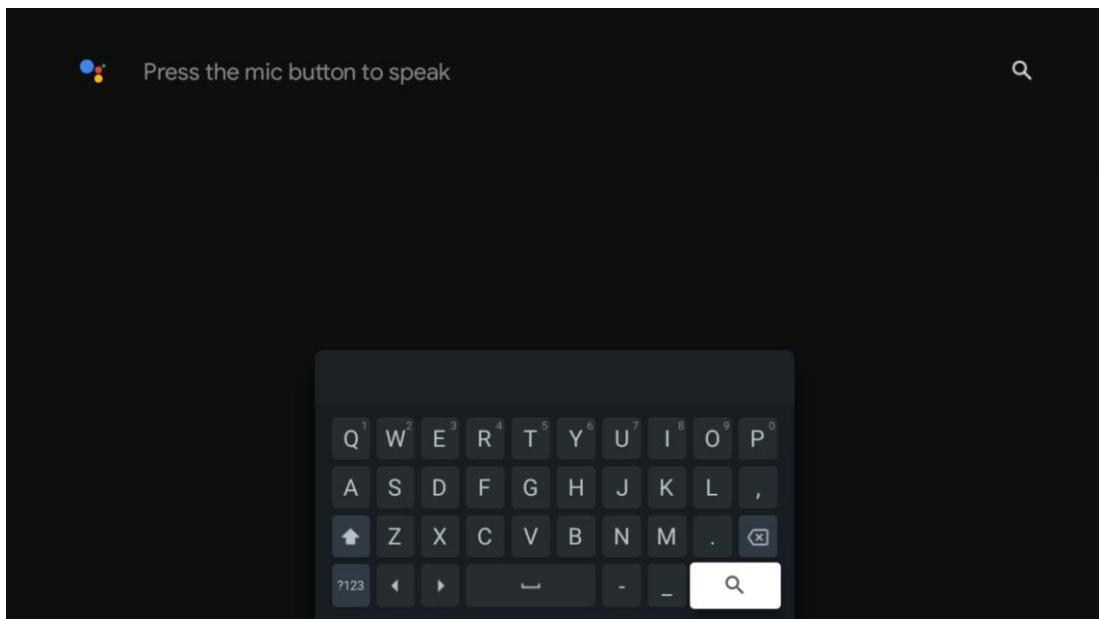 Press the mic button to speak
Q1 W2 E3 R4 T5 Y6 U7 I8 O9 P0
A S D F G H J K L ,
Z X C V B N M .
?123 - _